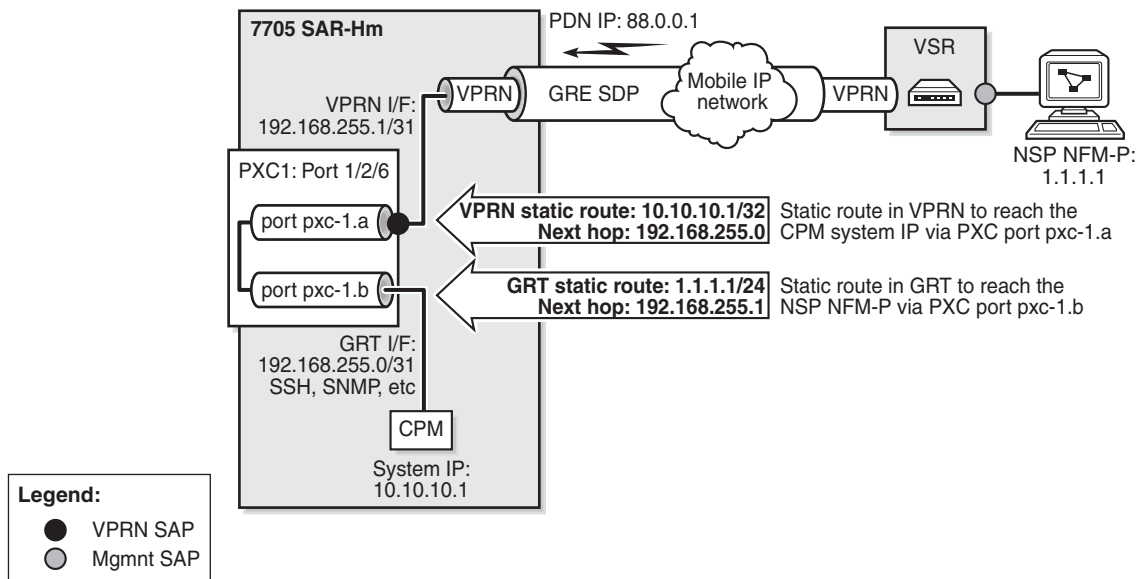 7705 SAR-Hm
PDN IP: 88.0.0.1
VSR
VPRN
GRE SDP
Mobile IP
network
VPRN
VPRN I/F:
192.168.255.1/31
NSP NFM-P:
1.1.1.1
PXC1: Port 1/2/6
port pxc-1.a
VPRN static route: 10.10.10.1/32
Next hop: 192.168.255.0
Static route in VPRN to reach the
CPM system IP via PXC port pxc-1.a
port pxc-1.b
GRT static route: 1.1.1.1/24
Next hop: 192.168.255.1
Static route in GRT to reach the
NSP NFM-P via PXC port pxc-1.b
GRT I/F:
192.168.255.0/31
SSH, SNMP, etc
CPM
System IP:
10.10.10.1
Legend:
VPRN SAP
Mgmnt SAP